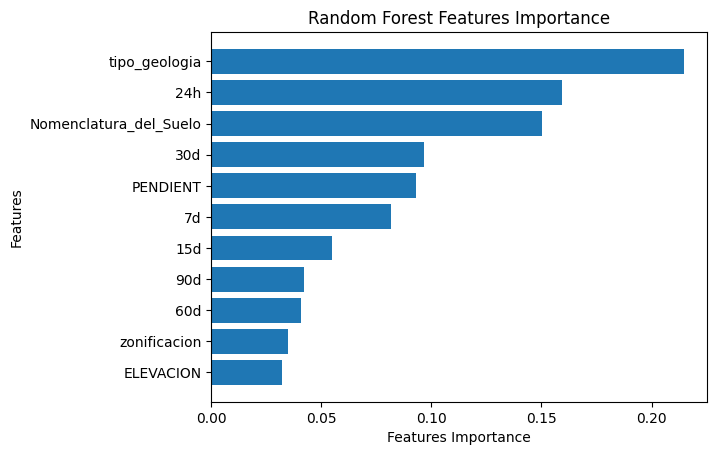 Random Forest Features Importance
tipo_geologia
24h
Nomenclatura_del_Suelo
30d
PENDIENT
7d
15d
90d
60d
zonificacion
ELEVACION
Features
0.00 0.05 0.10 0.15 0.20
Features Importance